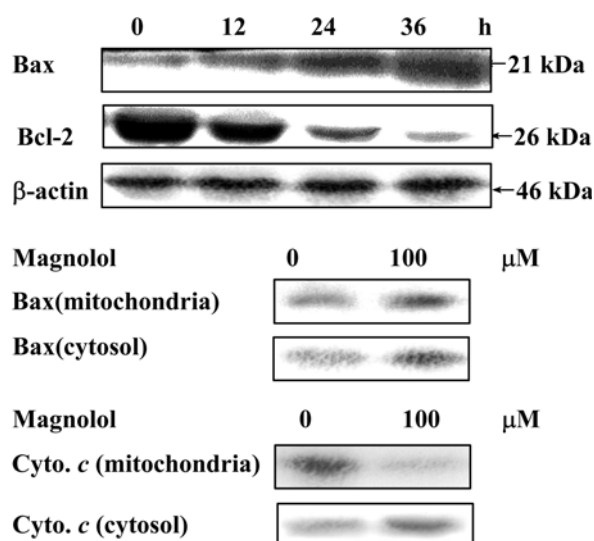 0 12 24 36 h
Bax 21 kDa
Bcl-2 26 kDa
β-actin 46 kDa
Magnolol 0 100 μM
Bax(mitochondria)
Bax(cytosol)
Magnolol 0 100 μM
Cyto. c (mitochondria)
Cyto. c (cytosol)